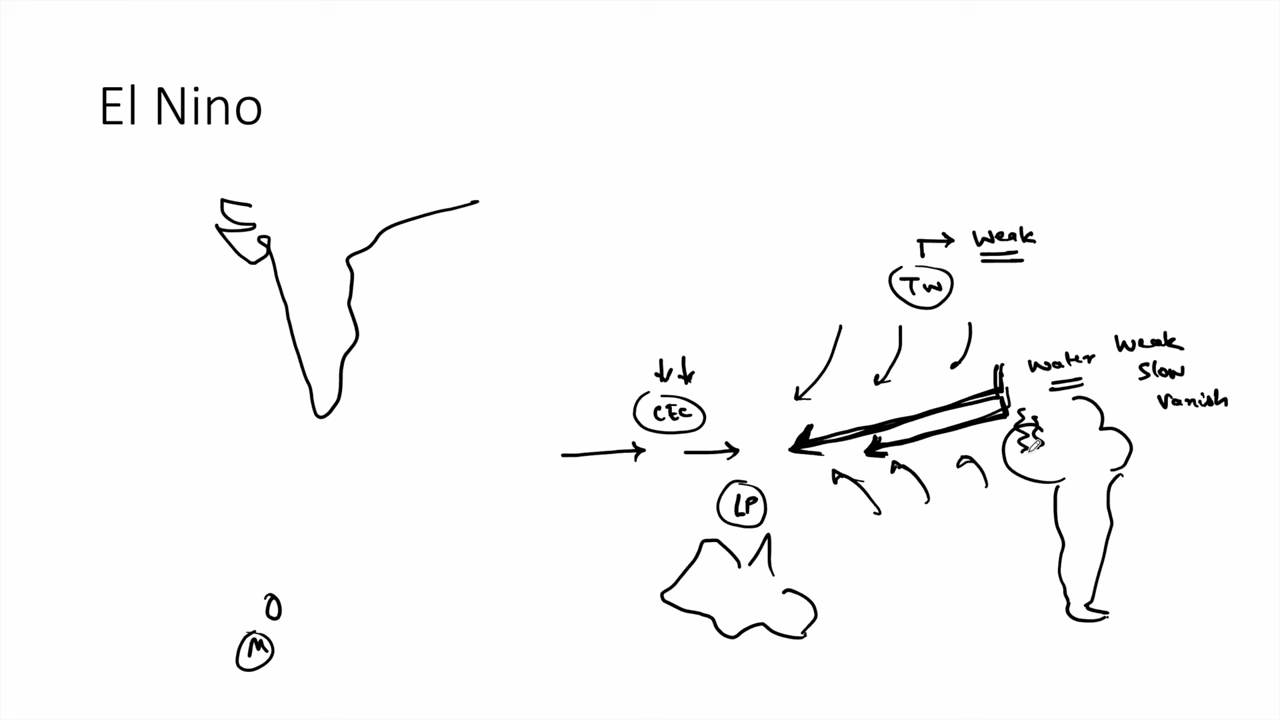 El Nino
Weak
TW
Water
Weak
Slow
Vanish
CEC
LP
O
M